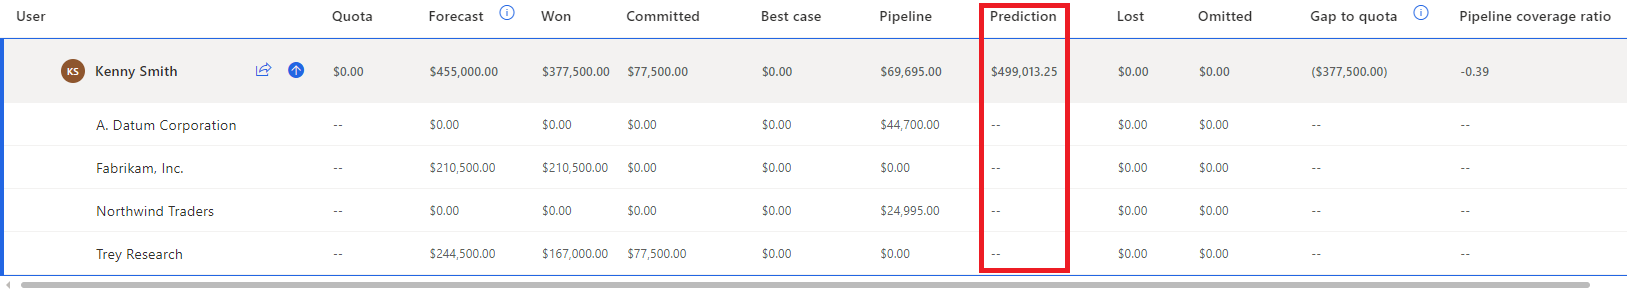 User Quota Forecast Won Committed Best case Pipeline Prediction Lost Omitted Gap to quota Pipeline coverage ratio
KS Kenny Smith $0.00 $455,000.00 $377,500.00 $77,500.00 $0.00 $69,695.00 $499,013.25 $0.00 $0.00 ($377,500.00) -0.39
A. Datum Corporation -- $0.00 $0.00 $0.00 $0.00 $44,700.00 -- $0.00 $0.00 -- --
Fabrikam, Inc. -- $210,500.00 $210,500.00 $0.00 $0.00 $0.00 -- $0.00 $0.00 -- --
Northwind Traders -- $0.00 $0.00 $0.00 $0.00 $24,995.00 -- $0.00 $0.00 -- --
Trey Research -- $244,500.00 $167,000.00 $77,500.00 $0.00 $0.00 -- $0.00 $0.00 -- --